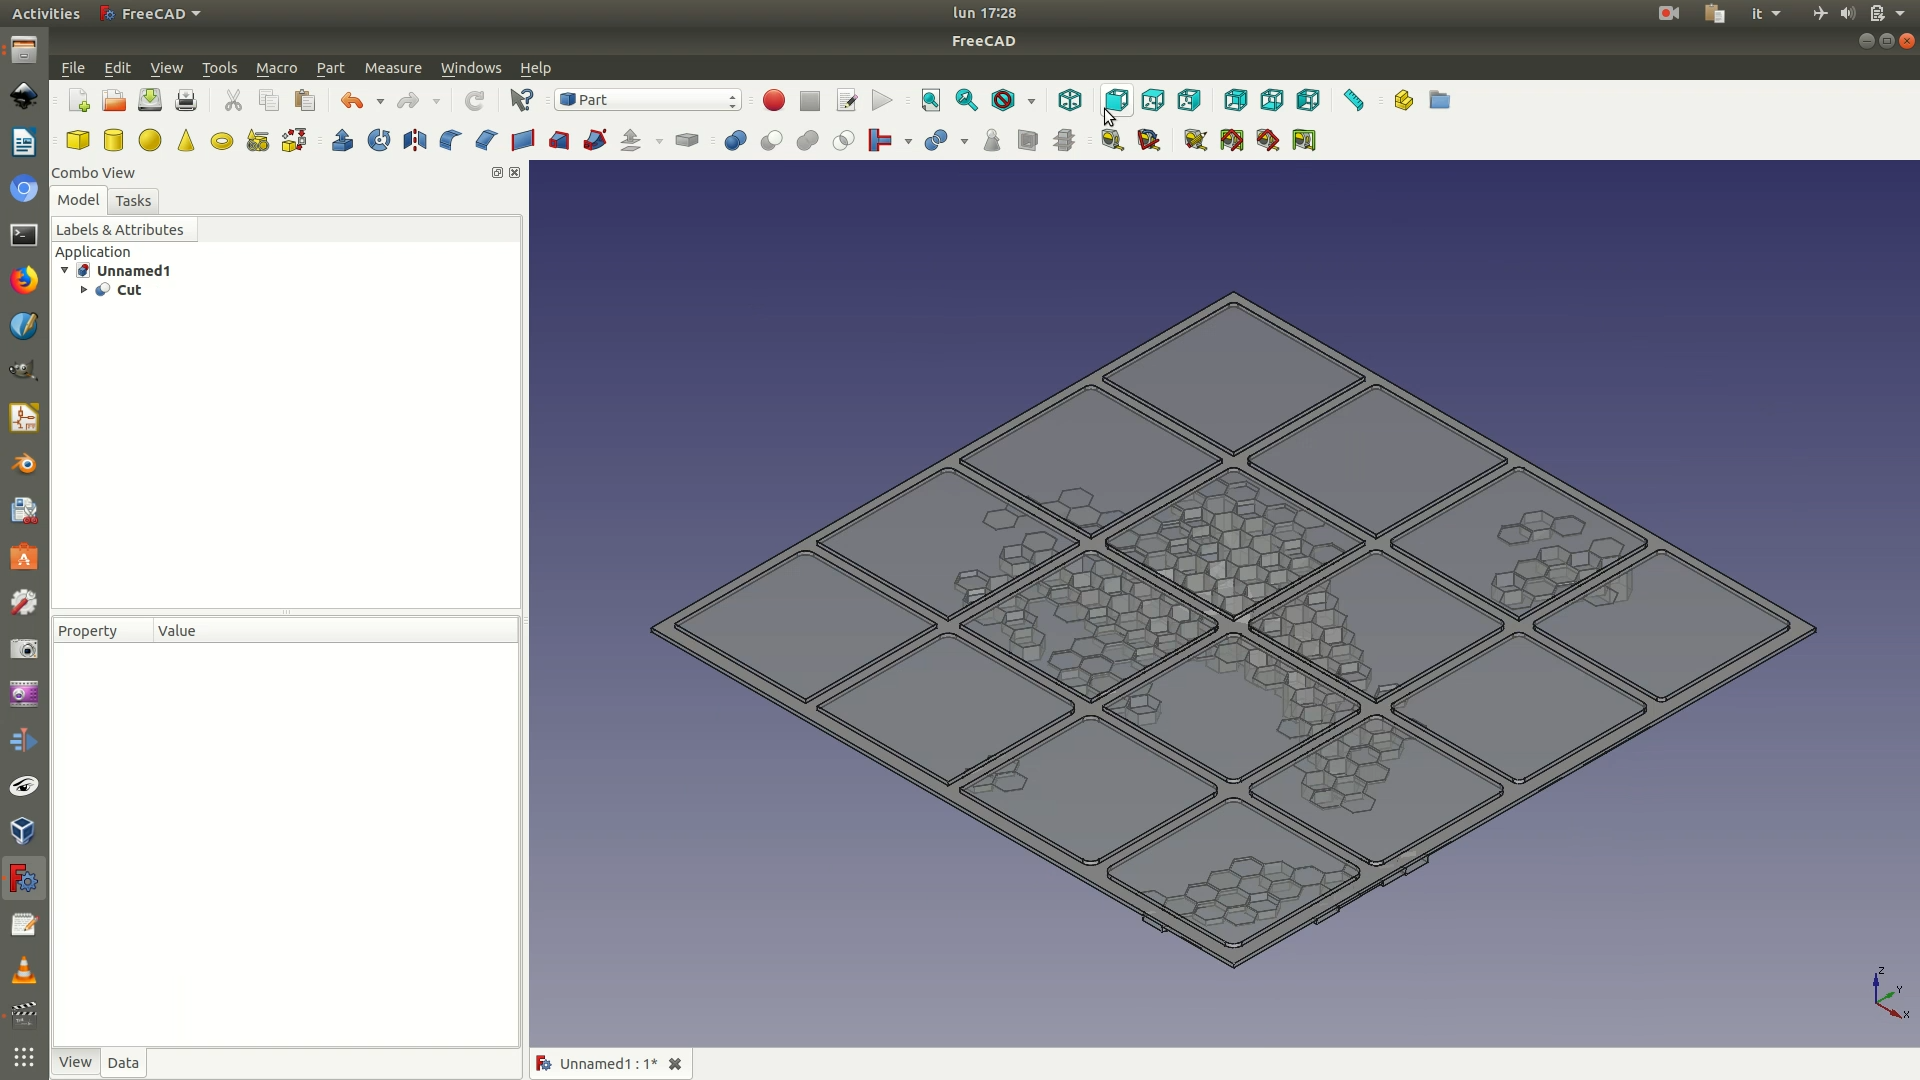 Activities FreeCAD lun 17:28 it
FreeCAD
File Edit View Tools Macro Part Measure Windows Help
Part
Combo View
Model Tasks
Labels & Attributes
Application
Unnamed1
Cut
Property Value
Z
Y
X
View Data
Unnamed1 : 1*